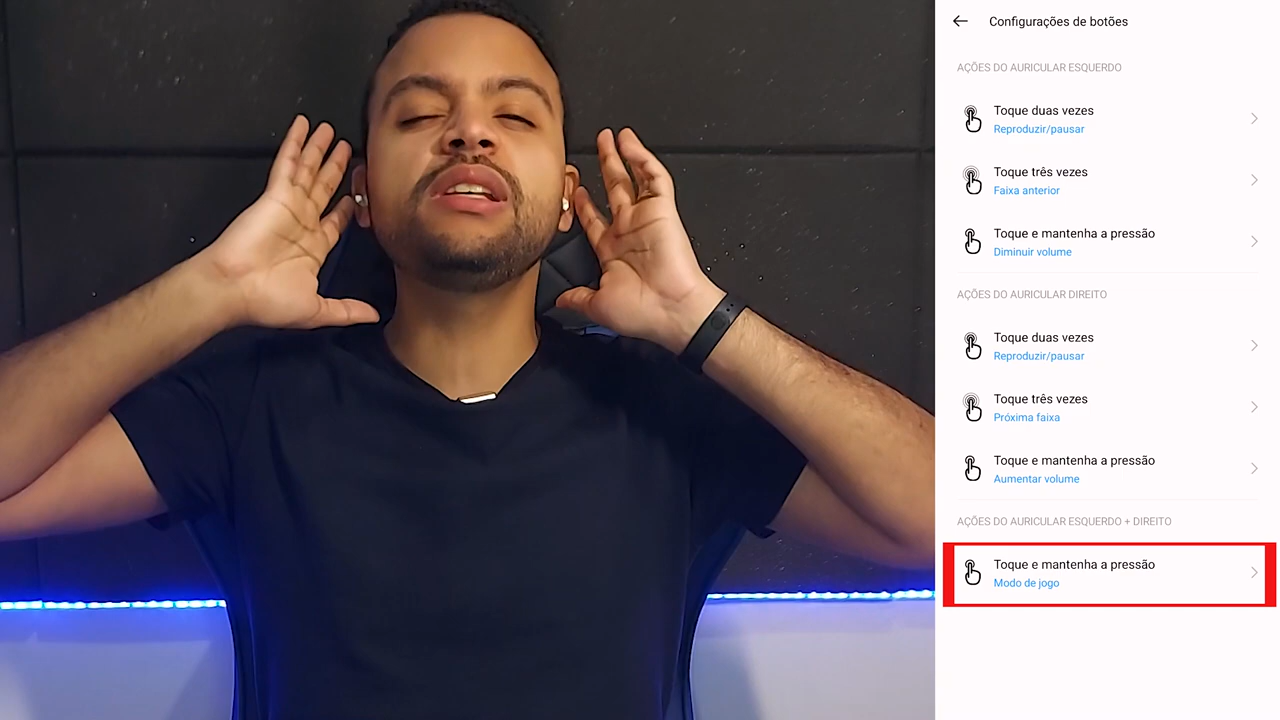 Configurações de botões
AÇÕES DO AURICULAR ESQUERDO
Toque duas vezes
Reproduzir/pausar
Toque três vezes
Faixa anterior
Toque e mantenha a pressão
Diminuir volume
AÇÕES DO AURICULAR DIREITO
Toque duas vezes
Reproduzir/pausar
Toque três vezes
Próxima faixa
Toque e mantenha a pressão
Aumentar volume
AÇÕES DO AURICULAR ESQUERDO + DIREITO
Toque e mantenha a pressão
Modo de jogo